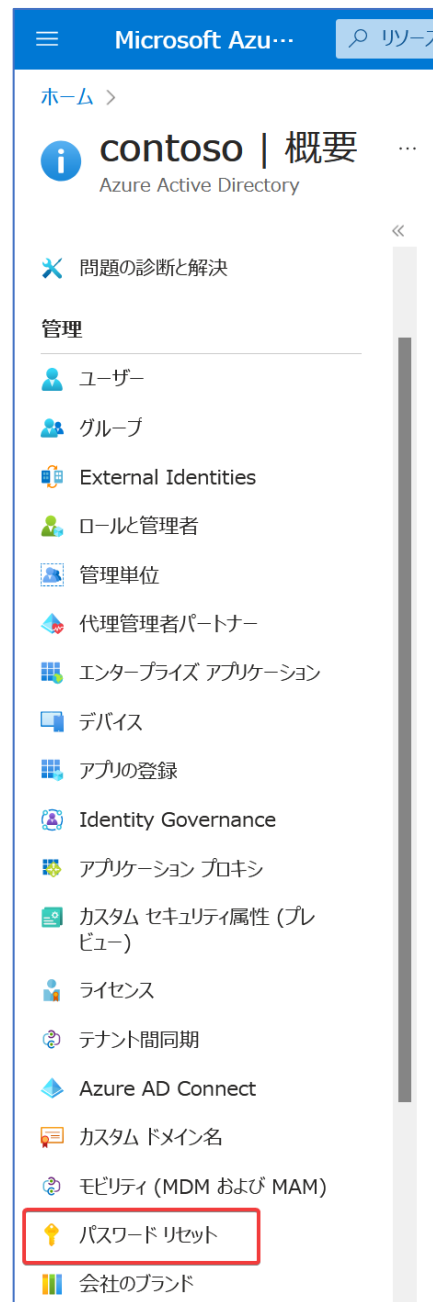 Microsoft Azu…
リソース
ホーム >
contoso | 概要 …
Azure Active Directory
«
問題の診断と解決
管理
ユーザー
グループ
External Identities
ロールと管理者
管理単位
代理管理者パートナー
エンタープライズ アプリケーション
デバイス
アプリの登録
Identity Governance
アプリケーション プロキシ
カスタム セキュリティ属性 (プレ
ビュー)
ライセンス
テナント間同期
Azure AD Connect
カスタム ドメイン名
モビリティ (MDM および MAM)
パスワード リセット
会社のブランド